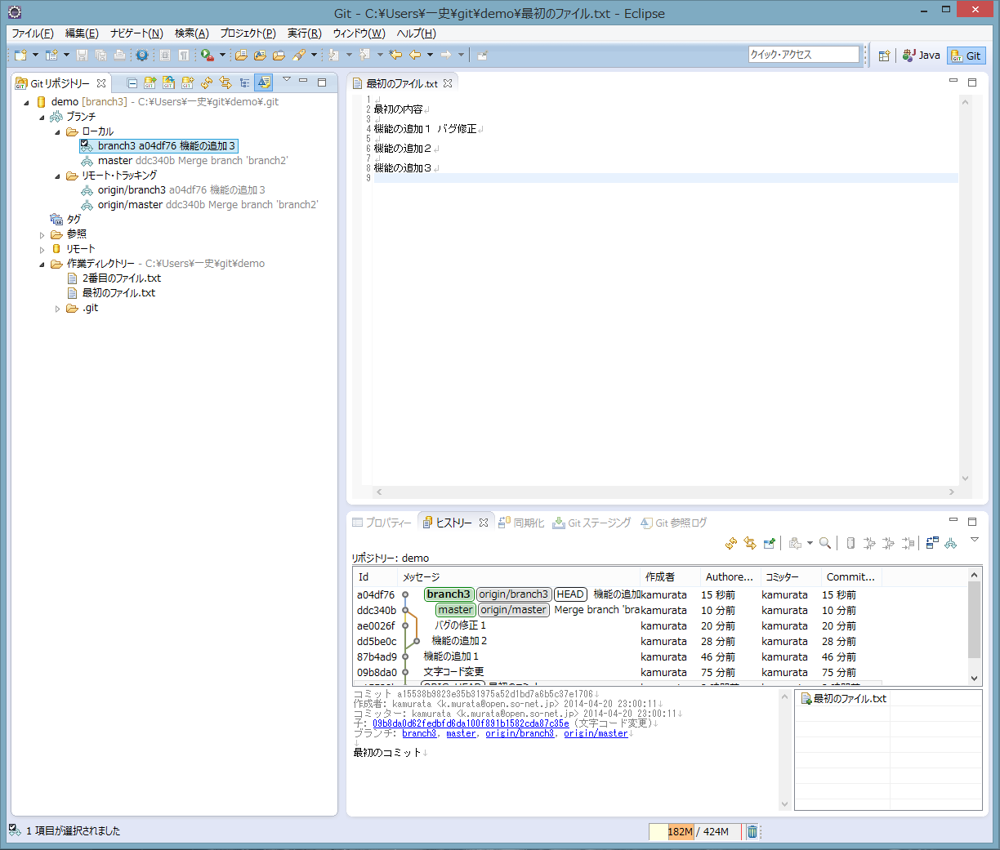 Git - C:¥Users¥一史¥git¥demo¥最初のファイル.txt - Eclipse
ファイル(F) 編集(E) ナビゲート(N) 検索(A) プロジェクト(P) 実行(R) ウィンドウ(W) ヘルプ(H)
クイック・アクセス
Java
Git
Git リポジトリー
demo [branch3] - C:¥Users¥一史¥git¥demo¥.git
ブランチ
ローカル
branch3 a04df76 機能の追加３
master ddc340b Merge branch 'branch2'
リモート・トラッキング
origin/branch3 a04df76 機能の追加３
origin/master ddc340b Merge branch 'branch2'
タグ
参照
リモート
作業ディレクトリー - C:¥Users¥一史¥git¥demo
2番目のファイル.txt
最初のファイル.txt
.git
最初のファイル.txt
1
2 最初の内容
3
4 機能の追加１ バグ修正
5
6 機能の追加２
7
8 機能の追加３
9
プロパティー ヒストリー 同期化 Git ステージング Git 参照ログ
リポジトリー: demo
Id メッセージ 作成者 Authore... コミッター Commit...
a04df76 branch3 origin/branch3 HEAD 機能の追加 kamurata 15 秒前 kamurata 15 秒前
ddc340b master origin/master Merge branch 'bra kamurata 10 分前 kamurata 10 分前
ae0026f バグの修正１ kamurata 20 分前 kamurata 20 分前
dd5be0c 機能の追加２ kamurata 28 分前 kamurata 28 分前
87b4ad9 機能の追加１ kamurata 46 分前 kamurata 46 分前
09b8da0 文字コード変更 kamurata 75 分前 kamurata 75 分前
コミット a15538b9823e35b31975a52d1bd7a6b5c37e1706
作成者: kamurata <k.murata@open.so-net.jp> 2014-04-20 23:00:11
コミッター: kamurata <k.murata@open.so-net.jp> 2014-04-20 23:00:11
子: 09b8da0d62fedbfd6da100f891b1582cda87c35e (文字コード変更)
ブランチ: branch3, master, origin/branch3, origin/master
最初のコミット
最初のファイル.txt
1 項目が選択されました
182M / 424M